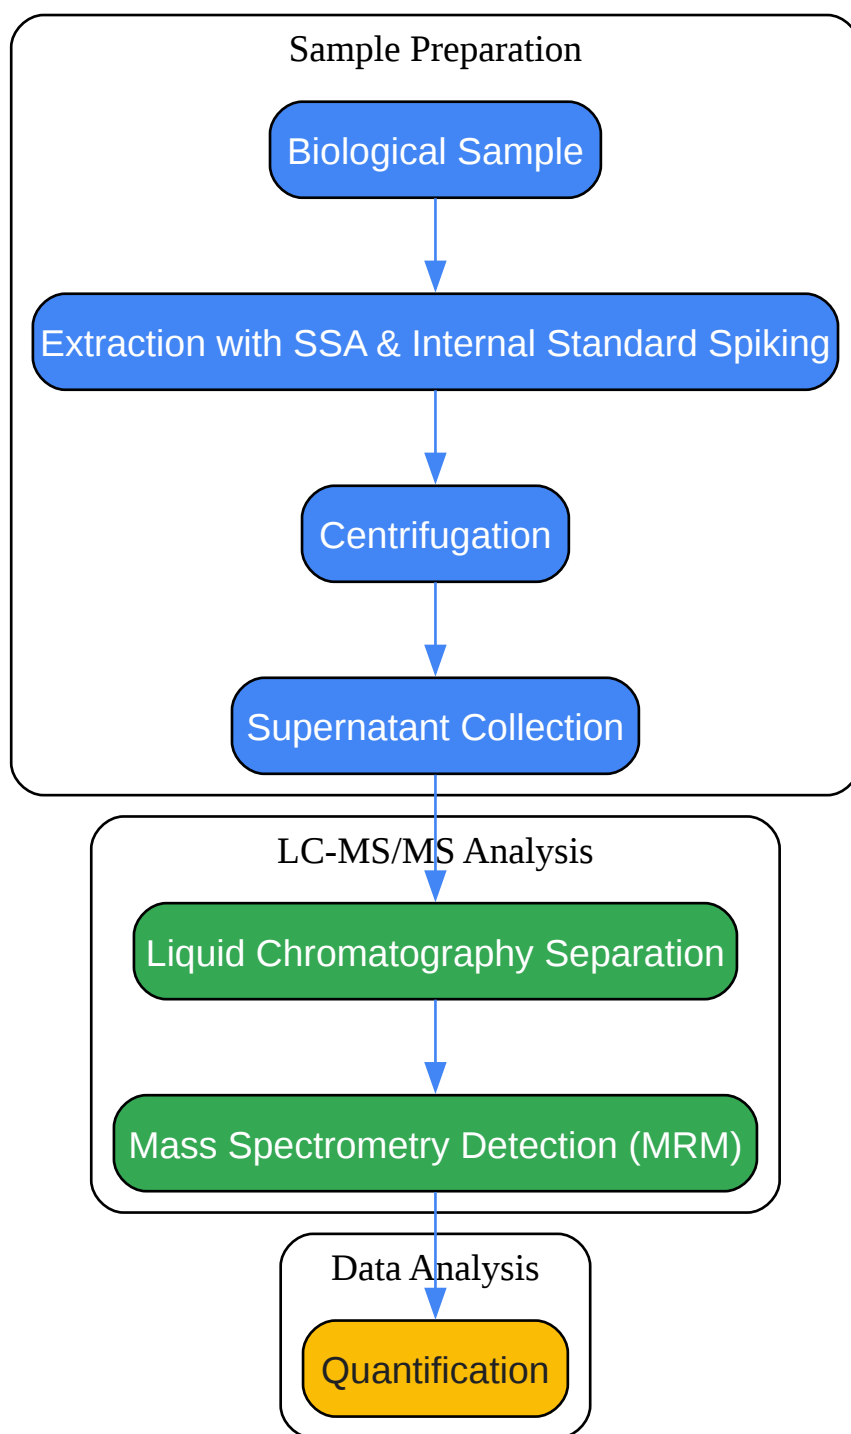 Sample Preparation
Biological Sample
Extraction with SSA & Internal Standard Spiking
Centrifugation
Supernatant Collection
LC-MS/MS Analysis
Liquid Chromatography Separation
Mass Spectrometry Detection (MRM)
Data Analysis
Quantification